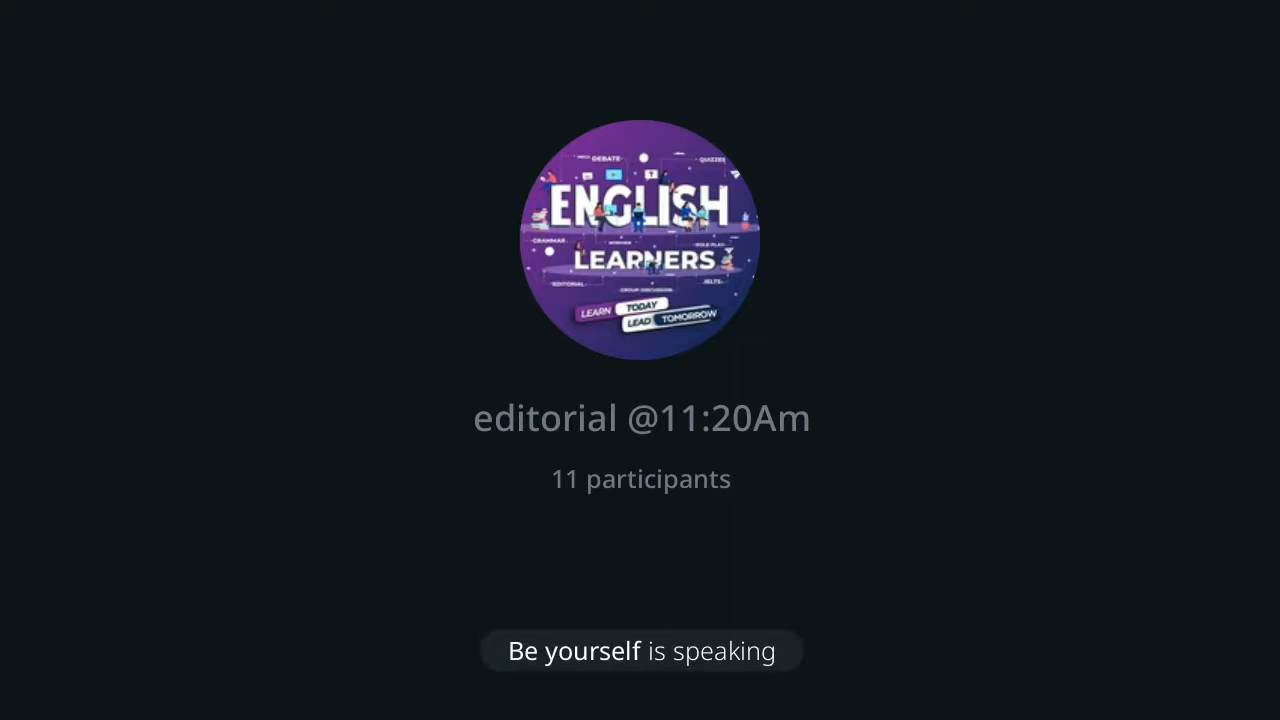 DEBATE
QUIZZES
ENGLISH
GRAMMAR
INTERVIEW
ROLE PLAY
LEARNERS
EDITORIAL
GROUP DISCUSSION
IELTS
LEARN TODAY
LEAD TOMORROW
editorial @11:20Am
11 participants
Be yourself is speaking